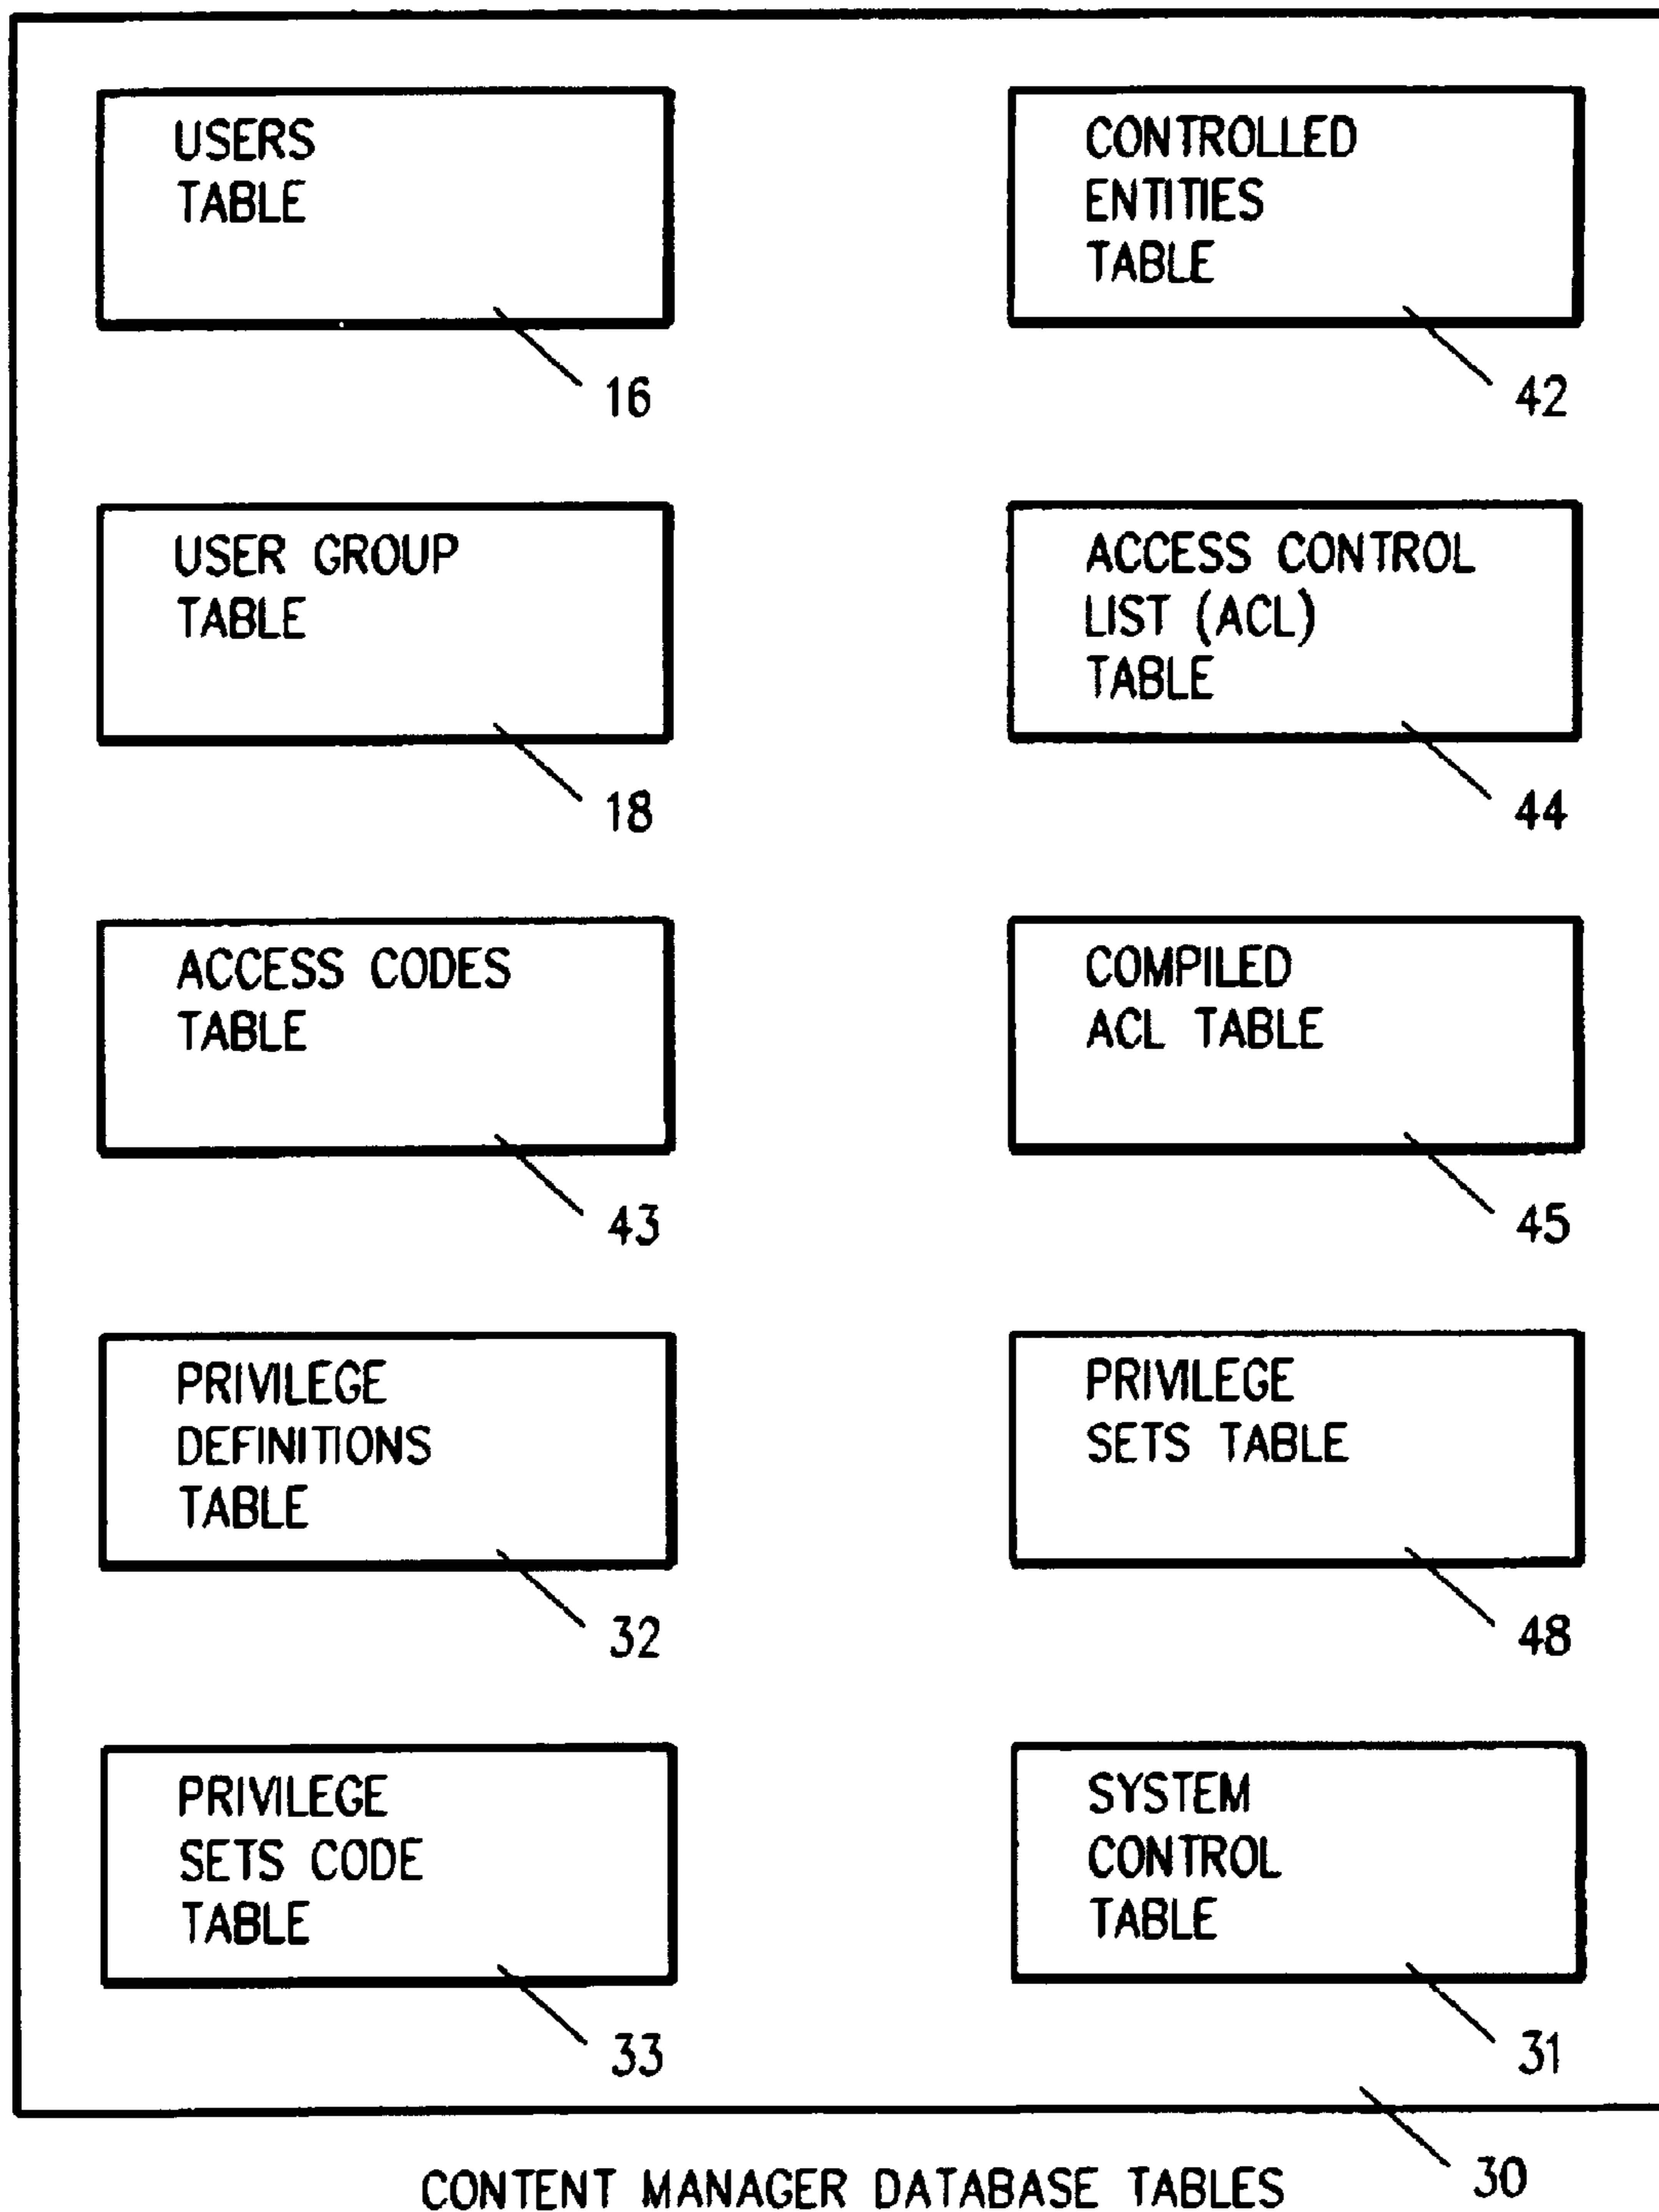 USERS
TABLE
16
CONTROLLED
ENTITIES
TABLE
42
USER GROUP
TABLE
18
ACCESS CONTROL
LIST (ACL)
TABLE
44
ACCESS CODES
TABLE
43
COMPILED
ACL TABLE
45
PRIVILEGE
DEFINITIONS
TABLE
32
PRIVILEGE
SETS TABLE
48
PRIVILEGE
SETS CODE
TABLE
33
SYSTEM
CONTROL
TABLE
31
30
CONTENT MANAGER DATABASE TABLES